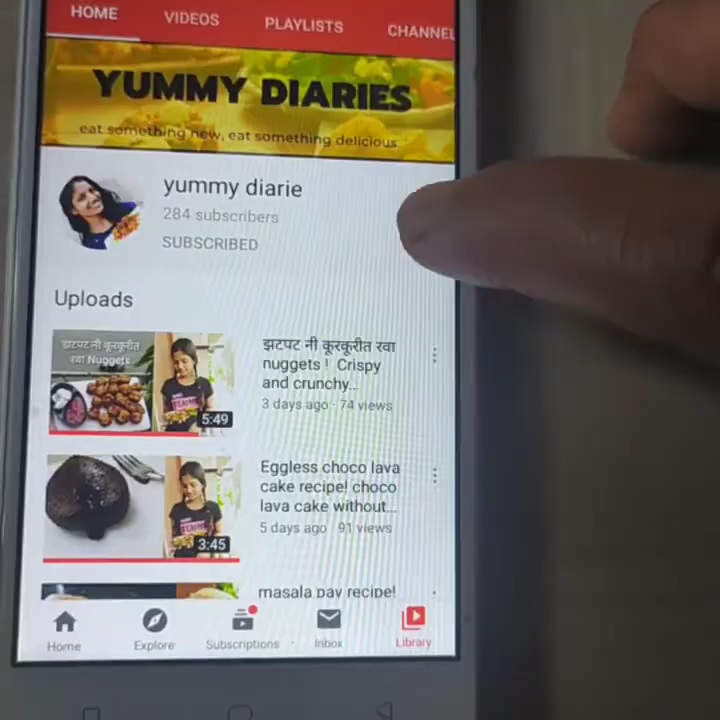 HOME VIDEOS PLAYLISTS CHANNEL
YUMMY DIARIES
eat something new, eat something delicious
yummy diarie
284 subscribers
SUBSCRIBED
Uploads
झटपट नी कूरकूरीत
रवा Nuggets
5:49
झटपट नी कूरकूरीत रवा
nuggets ! Crispy
and crunchy...
3 days ago · 74 views
3:45
Eggless choco lava
cake recipe! choco
lava cake without...
5 days ago · 91 views
masala pav recipe!
Home Explore Subscriptions Inbox Library